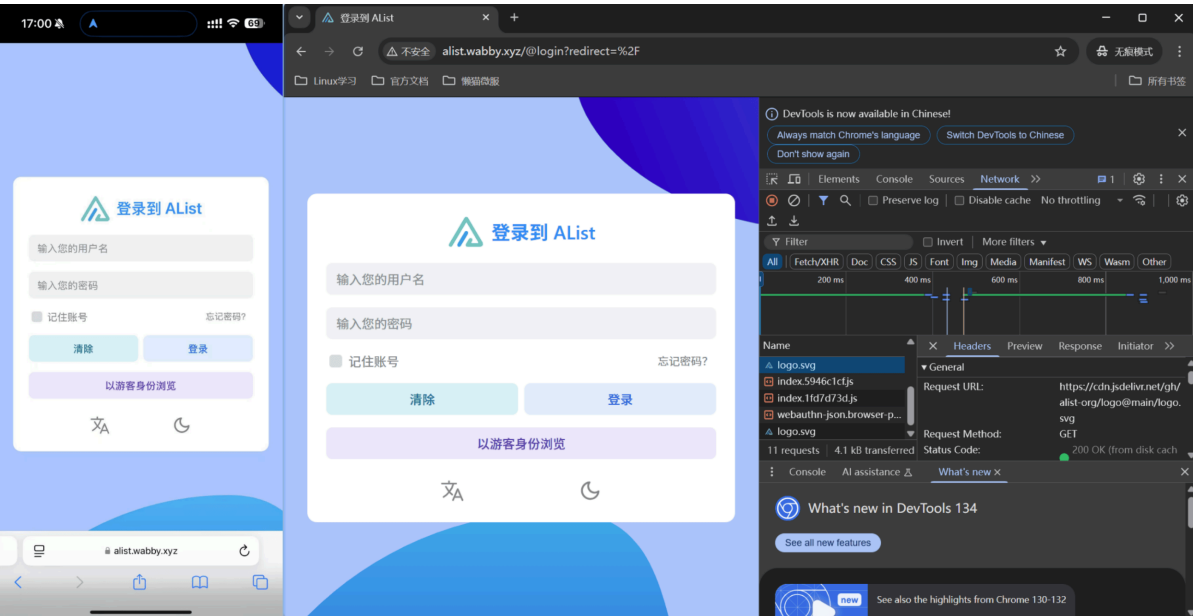 17:00
69
登录到 AList
输入您的用户名
输入您的密码
记住账号
忘记密码?
清除
登录
以游客身份浏览
alist.wabby.xyz
登录到 AList
不安全
alist.wabby.xyz/@login?redirect=%2F
无痕模式
Linux学习
官方文档
懒猫微服
所有书签
登录到 AList
输入您的用户名
输入您的密码
记住账号
忘记密码?
清除
登录
以游客身份浏览
DevTools is now available in Chinese!
Always match Chrome's language
Switch DevTools to Chinese
Don't show again
Elements
Console
Sources
Network
1
Preserve log
Disable cache
No throttling
Filter
Invert
More filters
All
Fetch/XHR
Doc
CSS
JS
Font
Img
Media
Manifest
WS
Wasm
Other
200 ms
400 ms
600 ms
800 ms
1,000 ms
Name
Headers
Preview
Response
Initiator
logo.svg
index.5946c1cf.js
index.1fd7d73d.js
webauthn-json.browser-p...
logo.svg
11 requests
4.1 kB transferred
General
Request URL:
https://cdn.jsdelivr.net/gh/
alist-org/logo@main/logo.
svg
Request Method:
GET
Status Code:
200 OK (from disk cach
Console
AI assistance
What's new
What's new in DevTools 134
See all new features
new
See also the highlights from Chrome 130-132